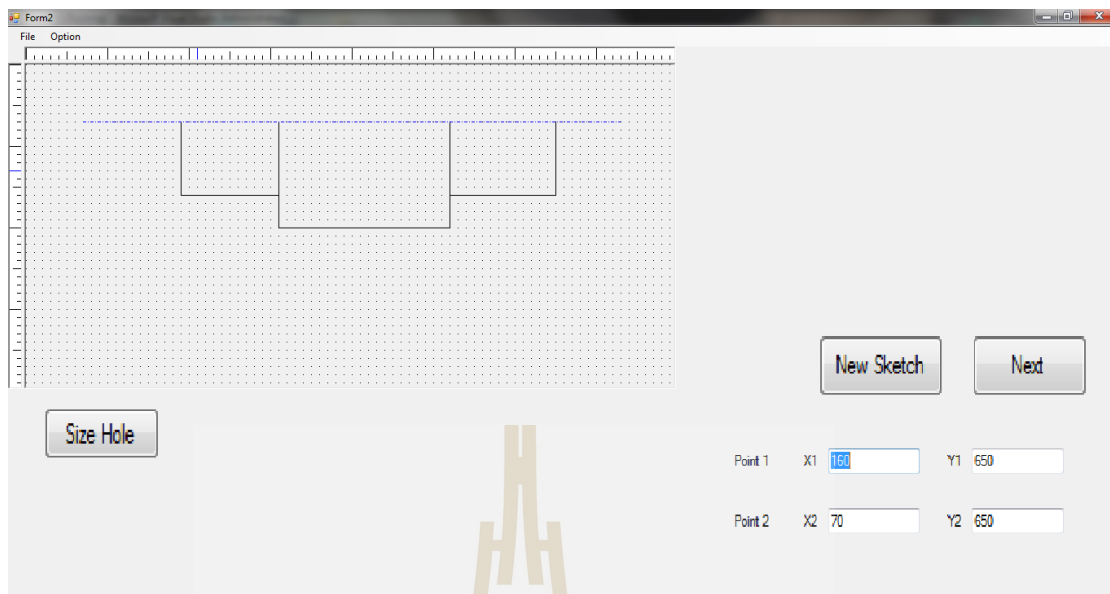 Form2
File Option
New Sketch Next
Size Hole
Point 1 X1 160 Y1 650
Point 2 X2 70 Y2 650